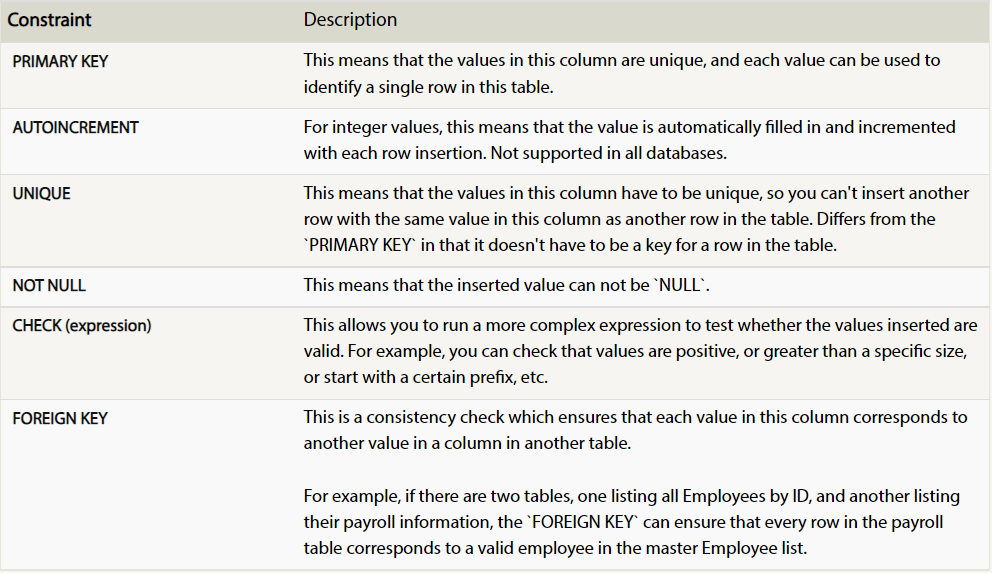 Constraint Description
PRIMARY KEY This means that the values in this column are unique, and each value can be used to
identify a single row in this table.
AUTOINCREMENT For integer values, this means that the value is automatically filled in and incremented
with each row insertion. Not supported in all databases.
UNIQUE This means that the values in this column have to be unique, so you can't insert another
row with the same value in this column as another row in the table. Differs from the
`PRIMARY KEY` in that it doesn't have to be a key for a row in the table.
NOT NULL This means that the inserted value can not be `NULL`.
CHECK (expression) This allows you to run a more complex expression to test whether the values inserted are
valid. For example, you can check that values are positive, or greater than a specific size,
or start with a certain prefix, etc.
FOREIGN KEY This is a consistency check which ensures that each value in this column corresponds to
another value in a column in another table.
For example, if there are two tables, one listing all Employees by ID, and another listing
their payroll information, the `FOREIGN KEY` can ensure that every row in the payroll
table corresponds to a valid employee in the master Employee list.